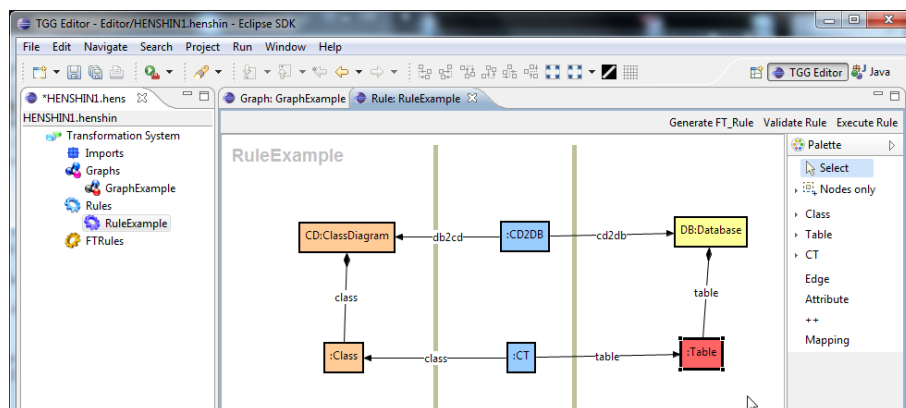 TGG Editor - Editor/HENSHIN1.henshin - Eclipse SDK
File Edit Navigate Search Project Run Window Help
TGG Editor Java
*HENSHIN1.hens
Graph: GraphExample Rule: RuleExample
HENSHIN1.henshin
Generate FT_Rule Validate Rule Execute Rule
Transformation System
Imports
Graphs
GraphExample
Rules
RuleExample
FTRules
RuleExample
Palette
Select
Nodes only
Class
Table
CT
Edge
Attribute
++
Mapping
CD:ClassDiagram
db2cd
:CD2DB
cd2db
DB:Database
class
table
:Class
class
:CT
table
:Table